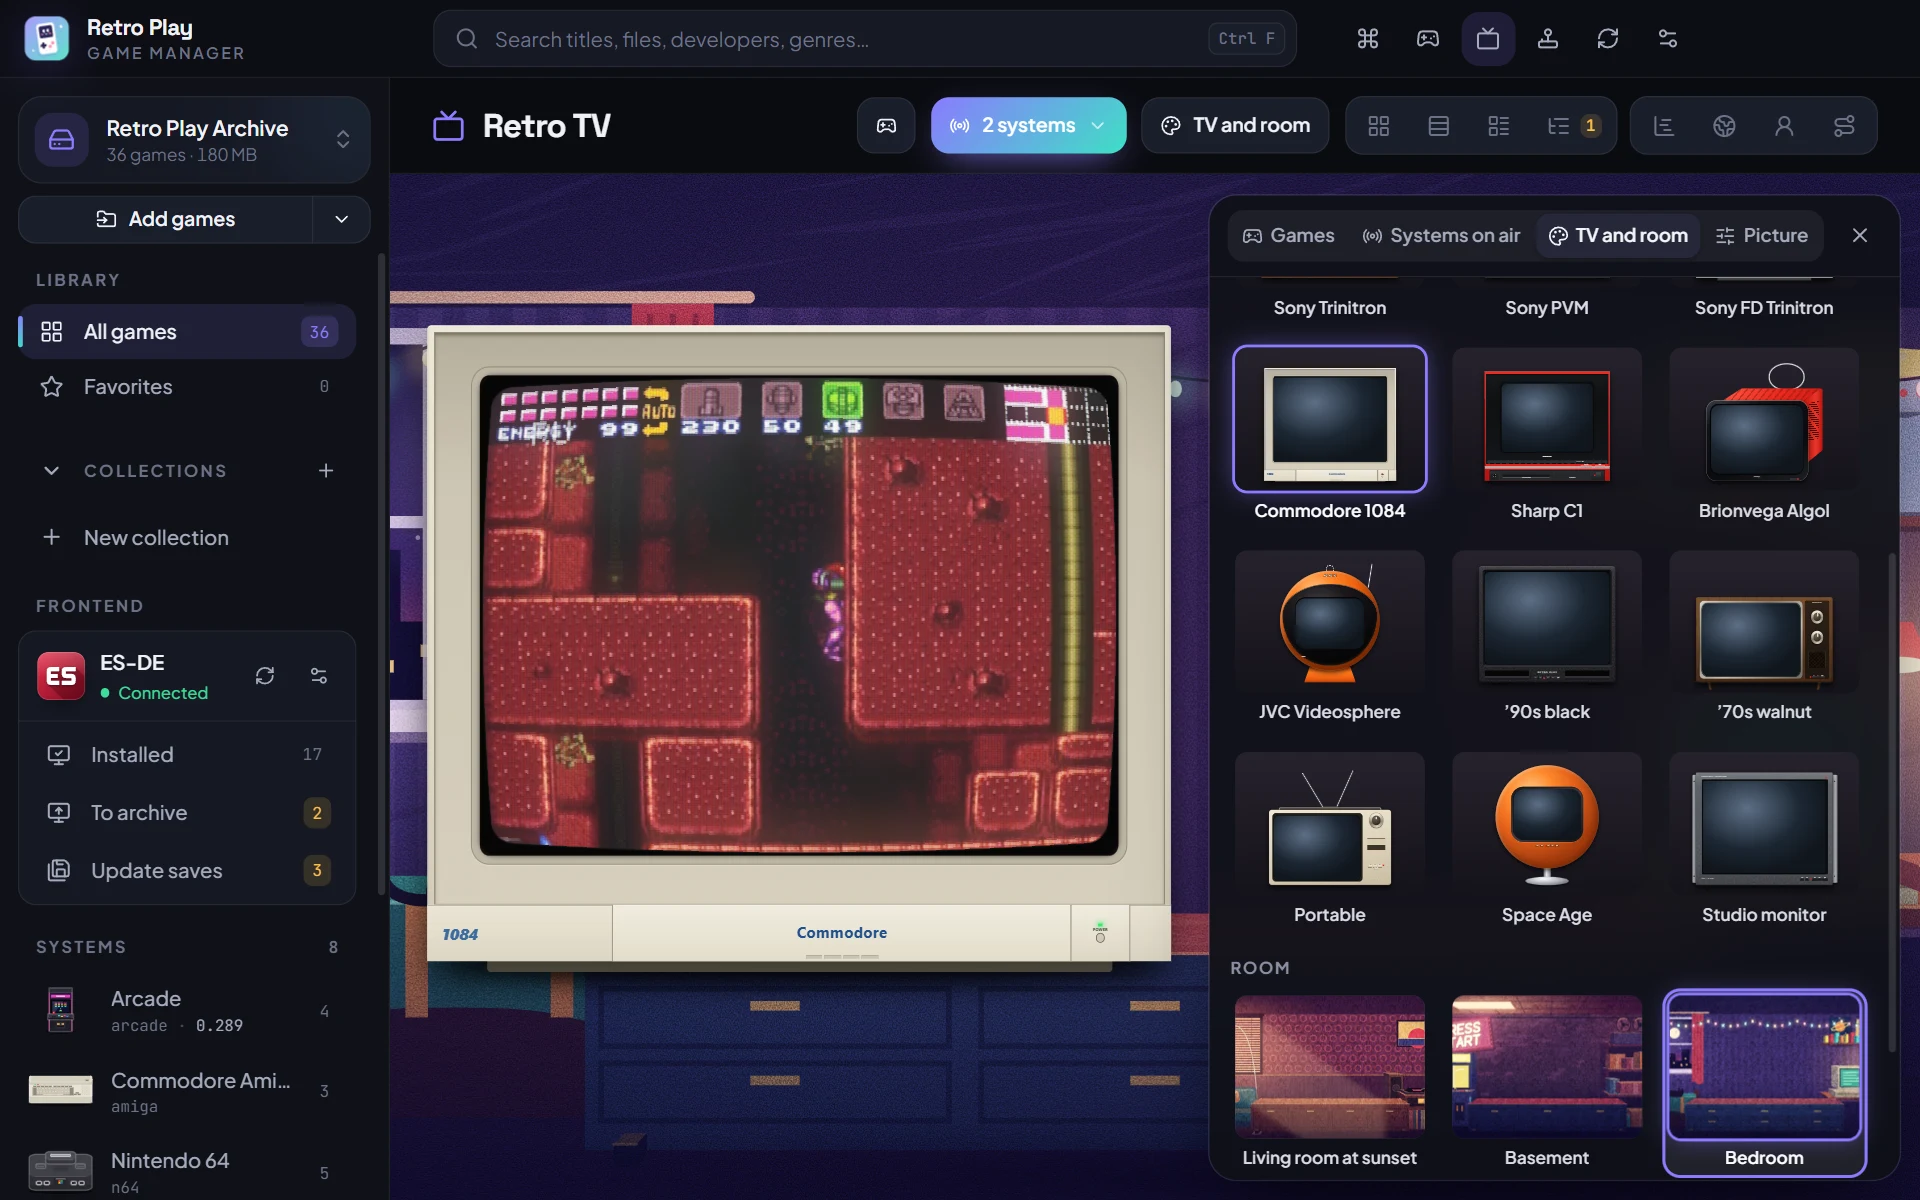 Retro Play
GAME MANAGER
Search titles, files, developers, genres...
Ctrl F
Retro Play Archive
36 games · 180 MB
Add games
LIBRARY
All games
36
Favorites
0
COLLECTIONS
New collection
FRONTEND
ES
ES-DE
Connected
Installed
17
To archive
2
Update saves
3
SYSTEMS
8
Arcade
arcade · 0.289
4
Commodore Ami...
amiga
3
Nintendo 64
n64
5
Retro TV
2 systems
TV and room
1
ENERGY 99
AUTO
230
50
49
1084
Commodore
POWER
Games
Systems on air
TV and room
Picture
Sony Trinitron
Sony PVM
Sony FD Trinitron
Commodore 1084
Sharp C1
Brionvega Algol
JVC Videosphere
’90s black
’70s walnut
Portable
Space Age
Studio monitor
ROOM
Living room at sunset
Basement
Bedroom